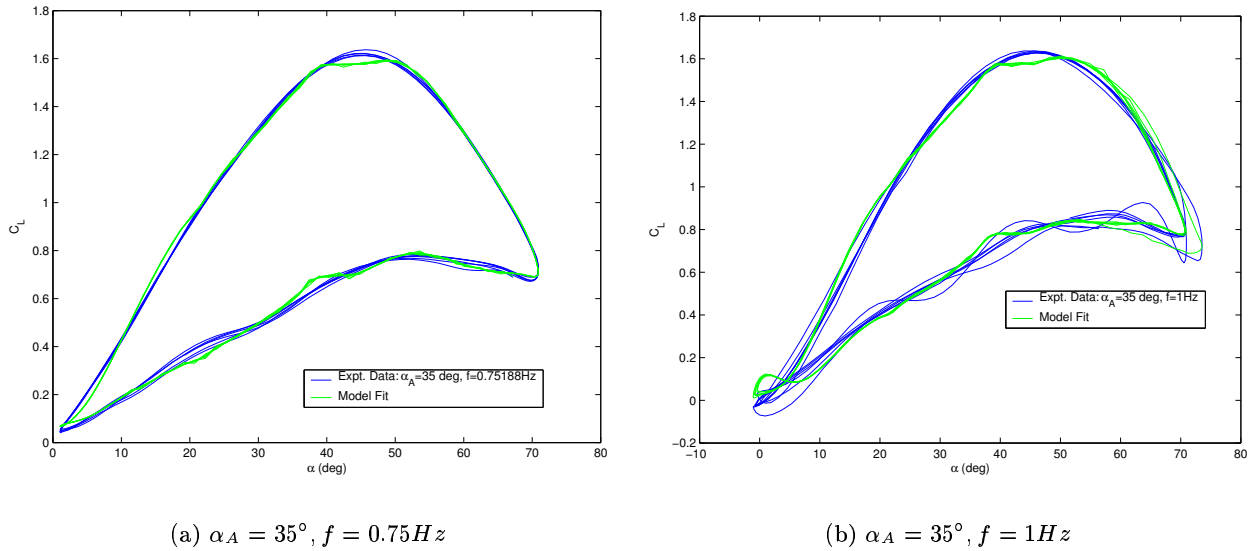 1.8
1.6
1.4
1.2
1
0.8
0.6
0.4
0.2
0
C_L
0 10 20 30 40 50 60 70 80
α (deg)
Expt. Data: α_A=35 deg, f=0.75188Hz
Model Fit
(a) α_A = 35°, f = 0.75Hz
1.8
1.6
1.4
1.2
1
0.8
0.6
0.4
0.2
0
−0.2
C_L
−10 0 10 20 30 40 50 60 70 80
α (deg)
Expt. Data: α_A=35 deg, f=1Hz
Model Fit
(b) α_A = 35°, f = 1Hz